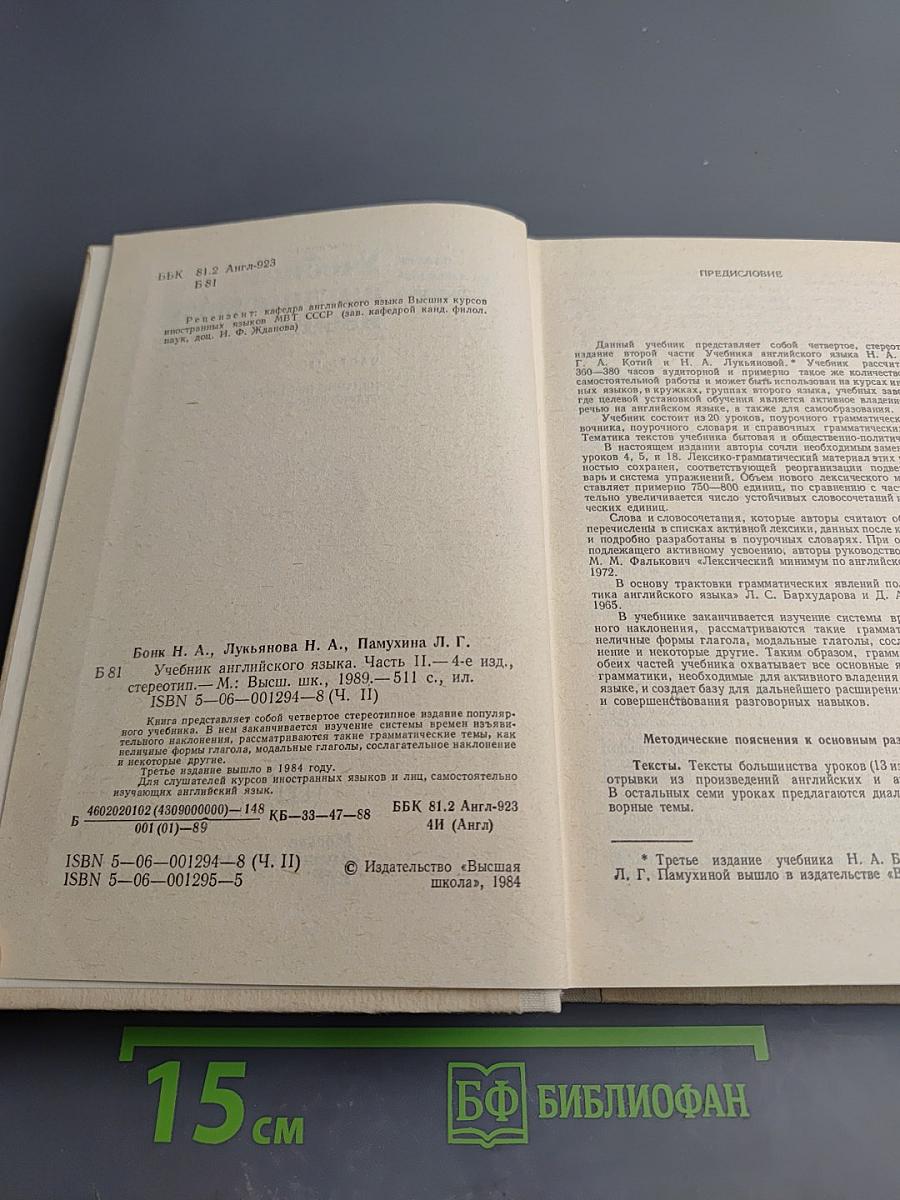 ББК 81.2 Англ-923
Б 81
Рецензент: кафедра английского языка Высших курсов
иностранных языков МВТ СССР (зав. кафедрой канд. филол.
наук, доц. И. Ф. Жданова)
Бонк Н. А., Лукьянова Н. А., Памухина Л. Г.
Б 81 Учебник английского языка. Часть II.— 4-е изд.,
стереотип.— М.: Высш. шк., 1989.— 511 с., ил.
ISBN 5—06—001294—8 (Ч. II)
Книга представляет собой четвертое стереотипное издание популяр-
ного учебника. В нем заканчивается изучение системы времен изъяви-
тельного наклонения, рассматриваются такие грамматические темы, как
неличные формы глагола, модальные глаголы, сослагательное наклонение
и некоторые другие.
Третье издание вышло в 1984 году.
Для слушателей курсов иностранных языков и лиц, самостоятельно
изучающих английский язык.
Б 4602020102 (4309000000)—148
001 (01)—89
КБ—33—47—88
ББК 81.2 Англ-923
4И (Англ)
ISBN 5—06—001294—8 (Ч. II)
ISBN 5—06—001295—5
© Издательство «Высшая
школа», 1984
ПРЕДИСЛОВИЕ
Данный учебник представляет собой четвертое, стереот
издание второй части Учебника английского языка Н. А.
Г. А. Котий и Н. А. Лукьяновой.* Учебник рассчит
360—380 часов аудиторной и примерно такое же количество
самостоятельной работы и может быть использован на курсах ин
ных языков, в кружках, группах второго языка, учебных заве
где целевой установкой обучения является активное владени
речью на английском языке, а также для самообразования.
Учебник состоит из 20 уроков, поурочного грамматическ
вочника, поурочного словаря и справочных грамматически
Тематика текстов учебника бытовая и общественно-политич
В настоящем издании авторы сочли необходимым замен
уроков 4, 5, и 18. Лексико-грамматический материал этих у
ностью сохранен, соответствующей реорганизации подве
варь и система упражнений. Объем нового лексического м
ставляет примерно 750—800 единиц, по сравнению с част
тельно увеличивается число устойчивых словосочетаний и
ческих единиц.
Слова и словосочетания, которые авторы считают об
перечислены в списках активной лексики, данных после к
и подробно разработаны в поурочных словарях. При о
подлежащего активному усвоению, авторы руководство
М. М. Фалькович «Лексический минимум по английско
1972.
В основу трактовки грамматических явлений пол
тика английского языка» Л. С. Бархударова и Д. А
1965.
В учебнике заканчивается изучение системы вр
ного наклонения, рассматриваются такие граммат
неличные формы глагола, модальные глаголы, сосл
нение и некоторые другие. Таким образом, грамм
обеих частей учебника охватывает все основные я
грамматики, необходимые для активного владения
языке, и создает базу для дальнейшего расширени
и совершенствования разговорных навыков.
Методические пояснения к основным раз
Тексты. Тексты большинства уроков (13 из
отрывки из произведений английских и а
В остальных семи уроках предлагаются диал
ворные темы.
* Третье издание учебника Н. А. Б
Л. Г. Памухиной вышло в издательстве «В
15 см
БФ БИБЛИОФАН